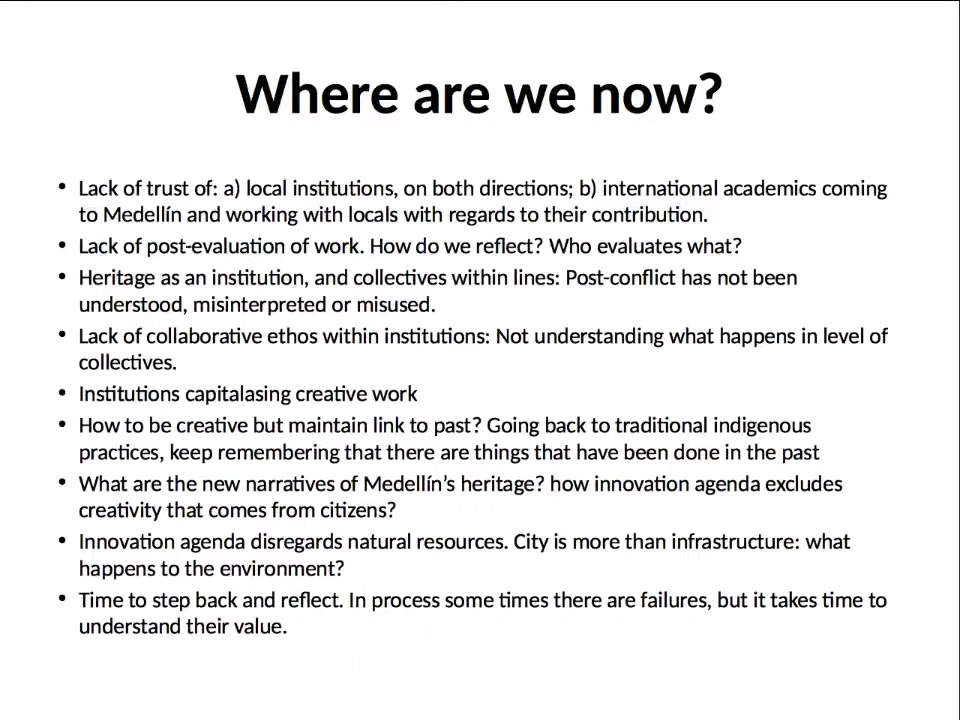 Where are we now?
• Lack of trust of: a) local institutions, on both directions; b) international academics coming
to Medellín and working with locals with regards to their contribution.
• Lack of post-evaluation of work. How do we reflect? Who evaluates what?
• Heritage as an institution, and collectives within lines: Post-conflict has not been
understood, misinterpreted or misused.
• Lack of collaborative ethos within institutions: Not understanding what happens in level of
collectives.
• Institutions capitalasing creative work
• How to be creative but maintain link to past? Going back to traditional indigenous
practices, keep remembering that there are things that have been done in the past
• What are the new narratives of Medellín’s heritage? how innovation agenda excludes
creativity that comes from citizens?
• Innovation agenda disregards natural resources. City is more than infrastructure: what
happens to the environment?
• Time to step back and reflect. In process some times there are failures, but it takes time to
understand their value.